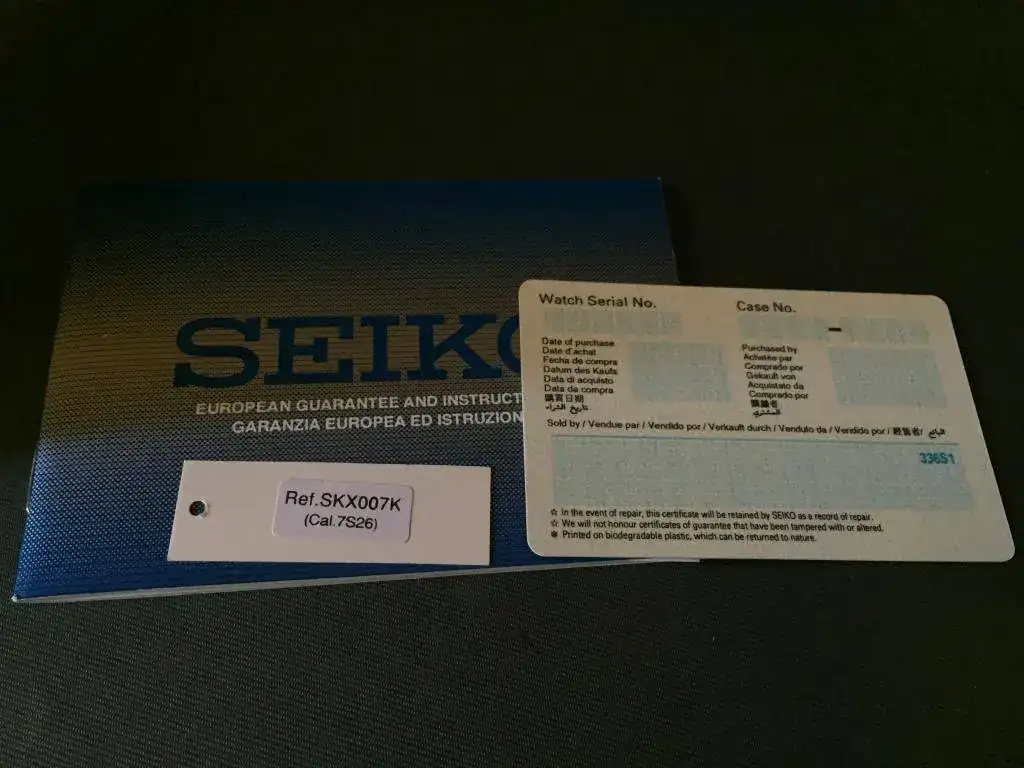 SEIKO
EUROPEAN GUARANTEE AND INSTRUCT
GARANZIA EUROPEA ED ISTRUZION
Ref.SKX007K
(Cal.7S26)
Watch Serial No.
Case No.
–
Date of purchase
Date d'achat
Fecha de compra
Datum des Kaufs
Data di acquisto
Data da compra
購買日期
تاريخ الشراء
Purchased by
Achetée par
Comprado por
Gekauft von
Acquistato da
Comprado por
購買者
المشتري
Sold by / Vendue par / Vendido por / Verkauft durch / Venduto da / Vendido por / 經售者/ البائع
336S1
☆ In the event of repair, this certificate will be retained by SEIKO as a record of repair.
☆ We will not honour certificates of guarantee that have been tampered with or altered.
✽ Printed on biodegradable plastic, which can be returned to nature.